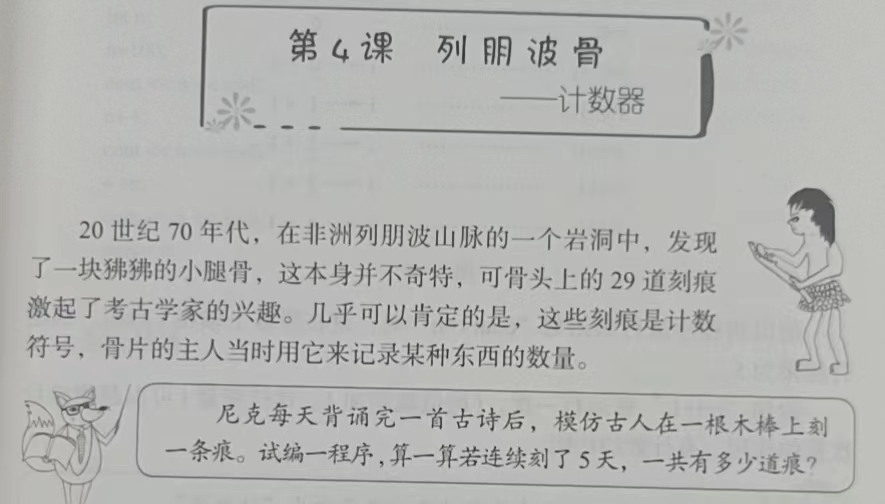 第4课 列朋波骨
——计数器
20世纪70年代，在非洲列朋波山脉的一个岩洞中，发现
了一块狒狒的小腿骨，这本身并不奇特，可骨头上的29道刻痕
激起了考古学家的兴趣。几乎可以肯定的是，这些刻痕是计数
符号，骨片的主人当时用它来记录某种东西的数量。
尼克每天背诵完一首古诗后，模仿古人在一根木棒上刻
一条痕。试编一程序，算一算若连续刻了5天，一共有多少道痕？